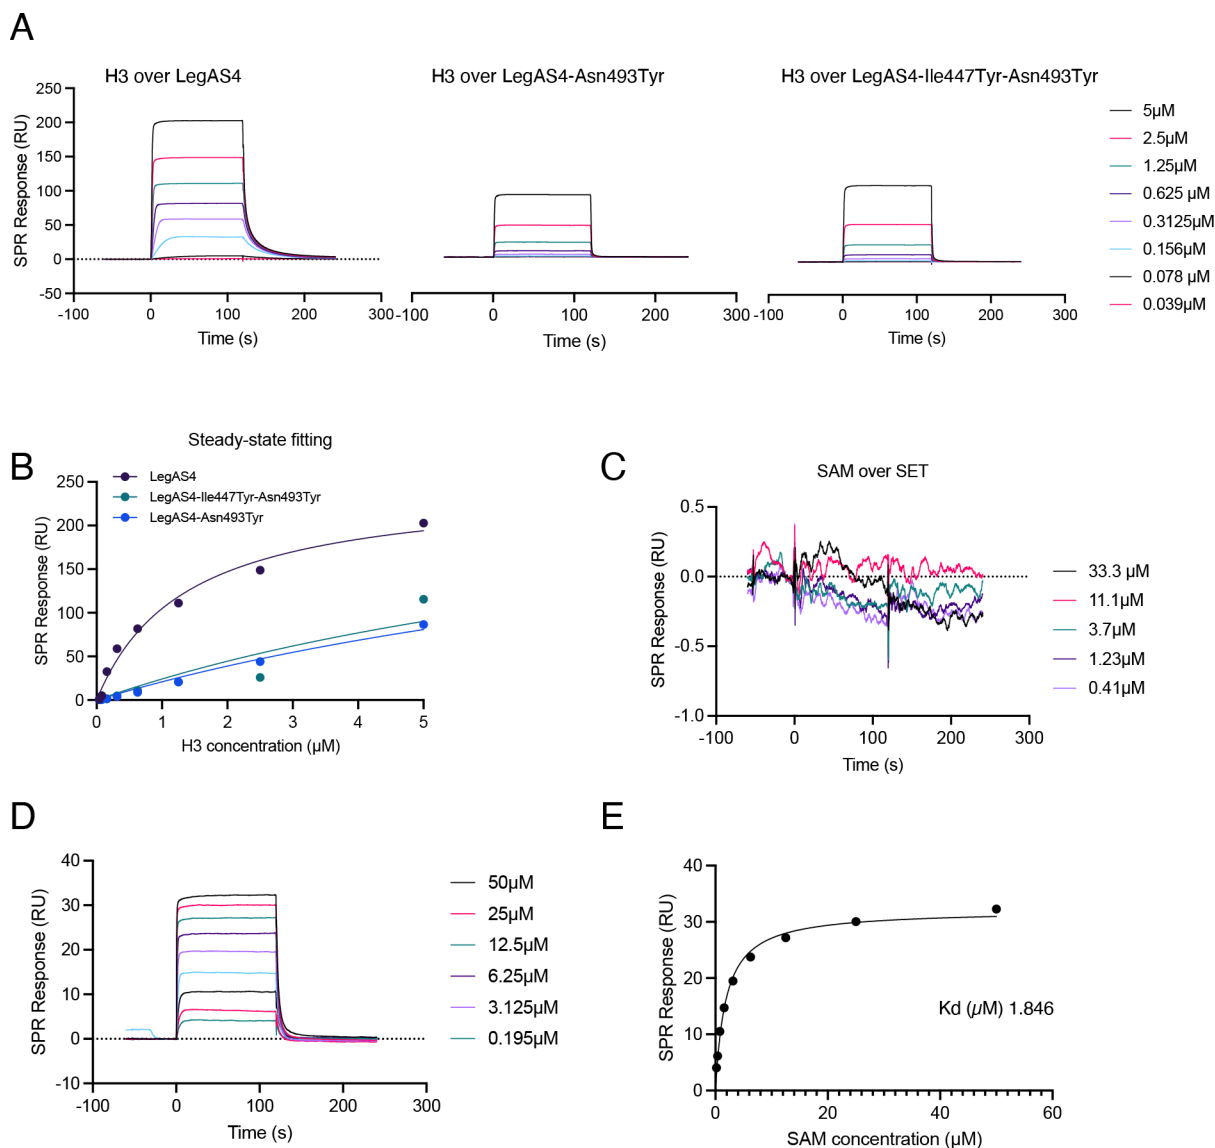 A
H3 over LegAS4
H3 over LegAS4-Asn493Tyr
H3 over LegAS4-Ile447Tyr-Asn493Tyr
SPR Response (RU)
250
200
150
100
50
0
-50
-100
0
100
200
300
Time (s)
-100
0
100
200
300
Time (s)
-100
0
100
200
300
Time (s)
5µM
2.5µM
1.25µM
0.625 µM
0.3125µM
0.156µM
0.078 µM
0.039µM
B
Steady-state fitting
LegAS4
LegAS4-Ile447Tyr-Asn493Tyr
LegAS4-Asn493Tyr
SPR Response (RU)
250
200
150
100
50
0
0
1
2
3
4
5
H3 concentration (µM)
C
SAM over SET
SPR Response (RU)
0.5
0.0
-0.5
-1.0
-100
0
100
200
300
Time (s)
33.3 µM
11.1µM
3.7µM
1.23µM
0.41µM
D
SPR Response (RU)
40
30
20
10
0
-10
-100
0
100
200
300
Time (s)
50µM
25µM
12.5µM
6.25µM
3.125µM
0.195µM
E
SPR Response (RU)
40
30
20
10
0
0
20
40
60
Kd (µM) 1.846
SAM concentration (µM)